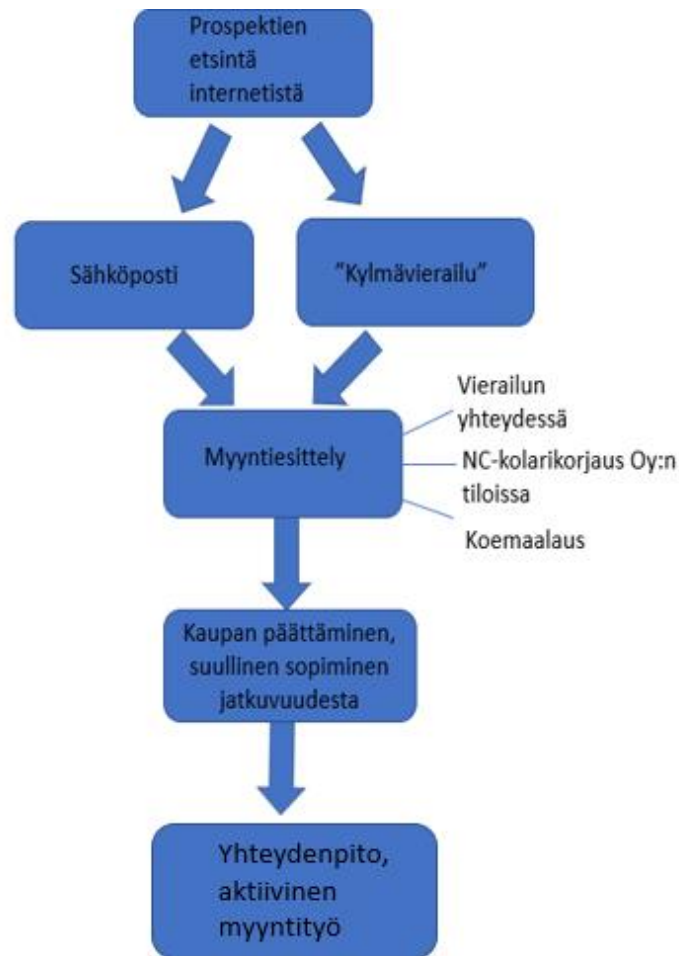 Prospektien
etsintä
internetistä
Sähköposti
”Kylmävierailu”
Myyntiesittely
Vierailun
yhteydessä
NC-kolarikorjaus Oy:n
tiloissa
Koemaalaus
Kaupan päättäminen,
suullinen sopiminen
jatkuvuudesta
Yhteydenpito,
aktiivinen
myyntityö